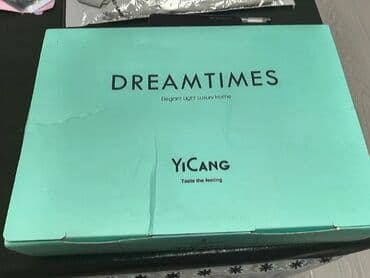 DREAMTIMES
Elegant Light Luxury Home
YICANG
Taste the feeling